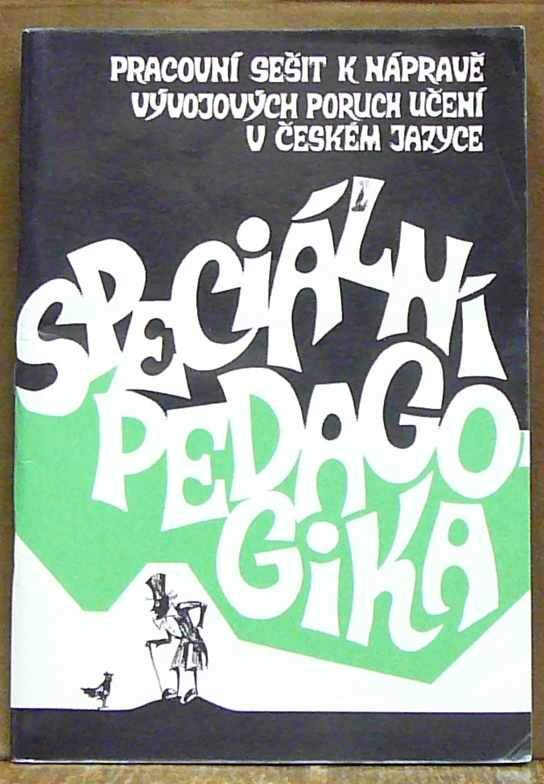 PRACOVNÍ SEŠIT K NÁPRAVĚ
VÝVOJOVÝCH PORUCH UČENÍ
V ČESKÉM JAZYCE
SPECIÁLNÍ
PEDAGO-
GIKA